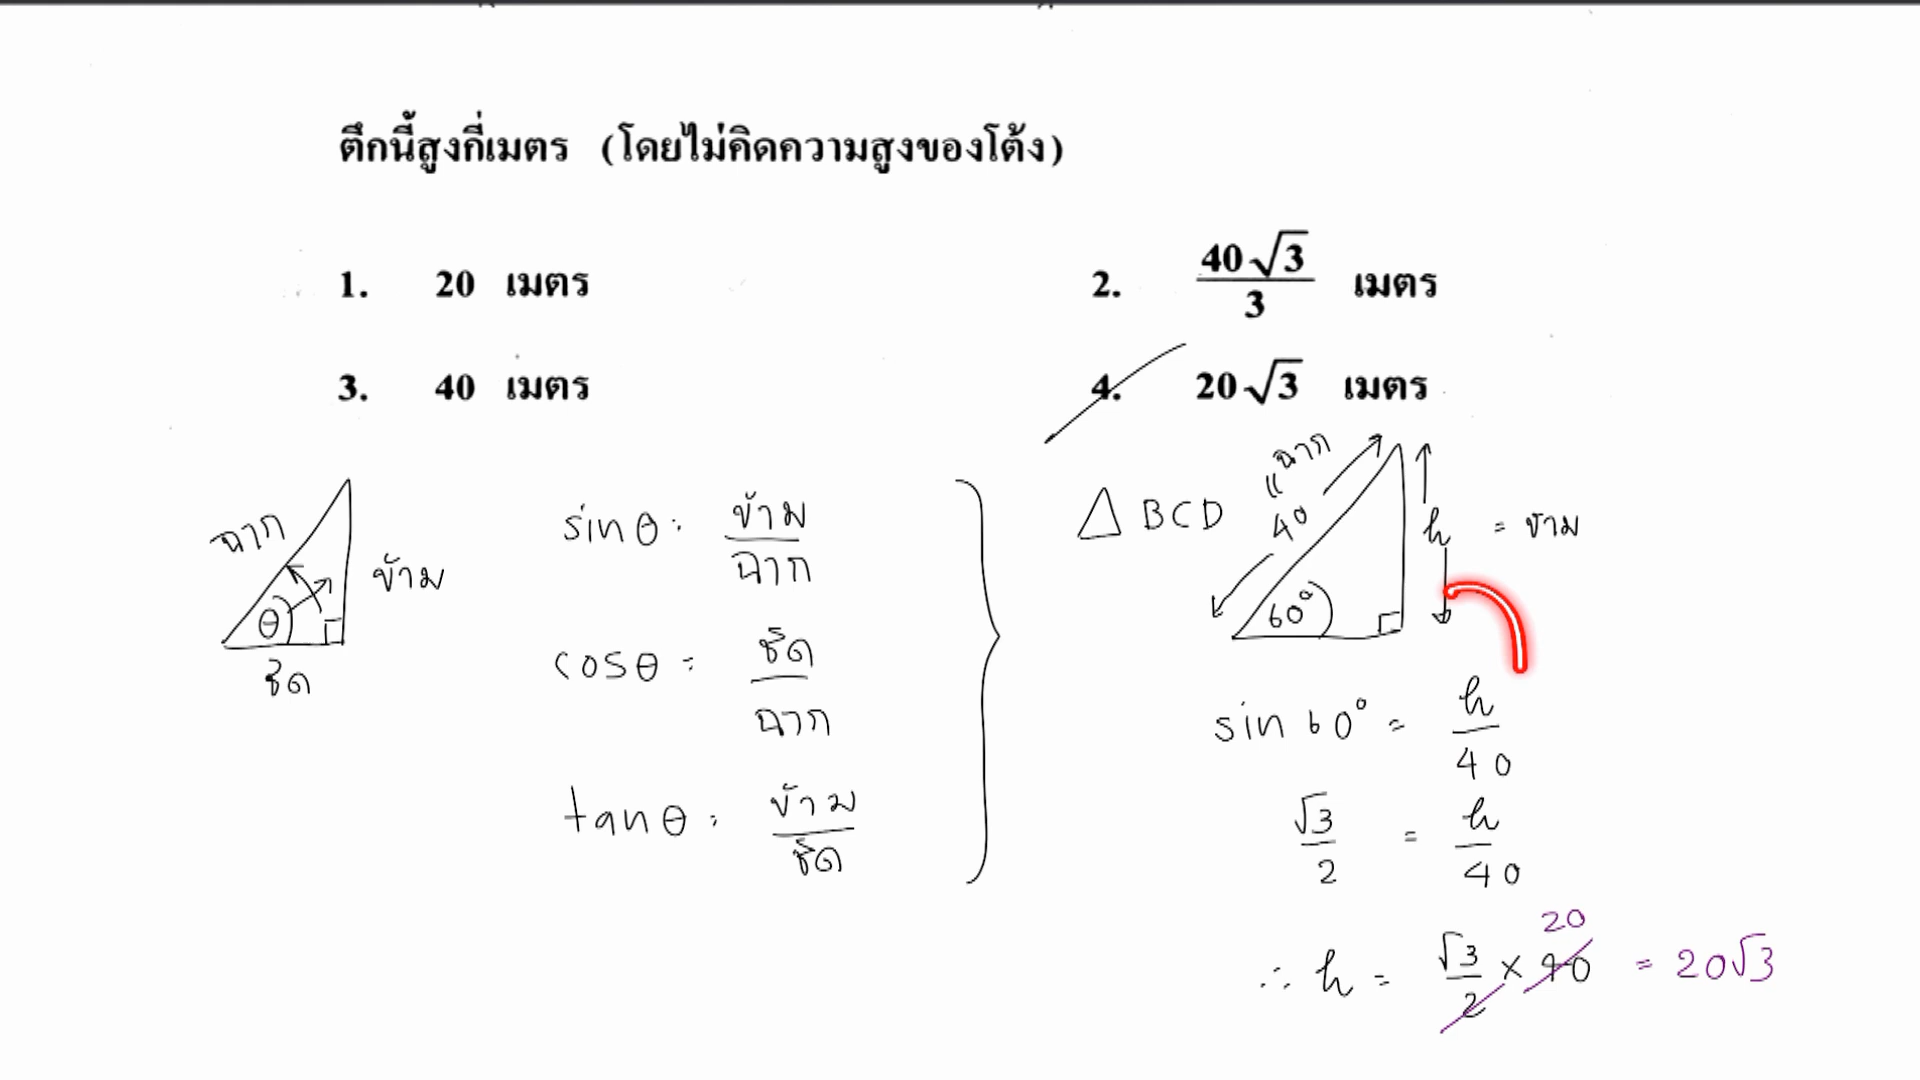 ตึกนี้สูงกี่เมตร (โดยไม่คิดความสูงของโต้ง)
1. 20 เมตร
2. 40√3/3 เมตร
3. 40 เมตร
4. 20√3 เมตร
ฉาก
ข้าม
θ
ชิด
sinθ = ข้าม/ฉาก
cosθ = ชิด/ฉาก
tanθ = ข้าม/ชิด
△ BCD
ฉาก
=
40
60°
h = ข้าม
sin 60° = h/40
√3/2 = h/40
∴ h = √3/2 × 40 = 20√3
20